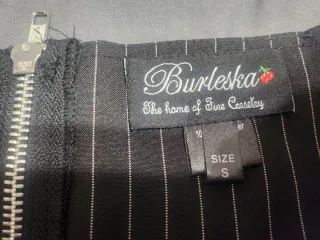 Burleska
The home of Fine Corsetry
SIZE
S